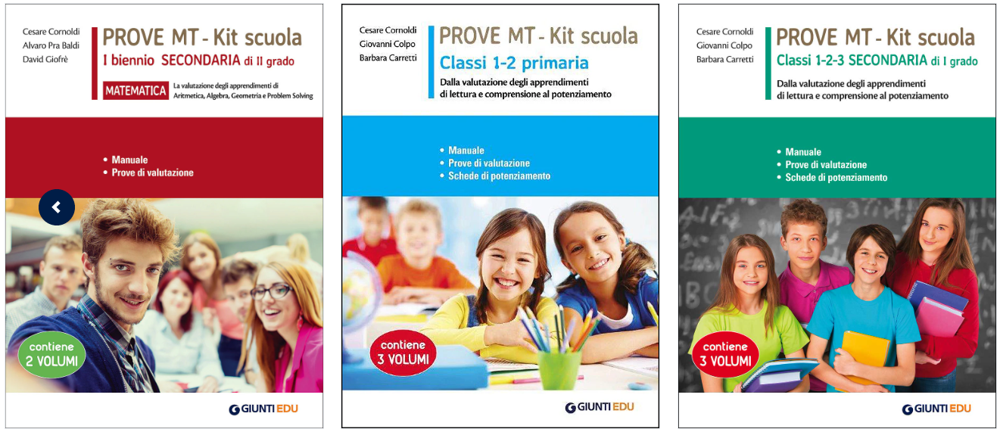 Cesare Cornoldi
Alvaro Pra Baldi
David Giofrè
PROVE MT - Kit scuola
I biennio SECONDARIA di II grado
MATEMATICA
La valutazione degli apprendimenti di
Aritmetica, Algebra, Geometria e Problem Solving
• Manuale
• Prove di valutazione
contiene
2 VOLUMI
GIUNTI EDU
Cesare Cornoldi
Giovanni Colpo
Barbara Carretti
PROVE MT - Kit scuola
Classi 1-2 primaria
Dalla valutazione degli apprendimenti
di lettura e comprensione al potenziamento
• Manuale
• Prove di valutazione
• Schede di potenziamento
contiene
3 VOLUMI
GIUNTI EDU
Cesare Cornoldi
Giovanni Colpo
Barbara Carretti
PROVE MT - Kit scuola
Classi 1-2-3 SECONDARIA di I grado
Dalla valutazione degli apprendimenti
di lettura e comprensione al potenziamento
• Manuale
• Prove di valutazione
• Schede di potenziamento
contiene
3 VOLUMI
GIUNTI EDU